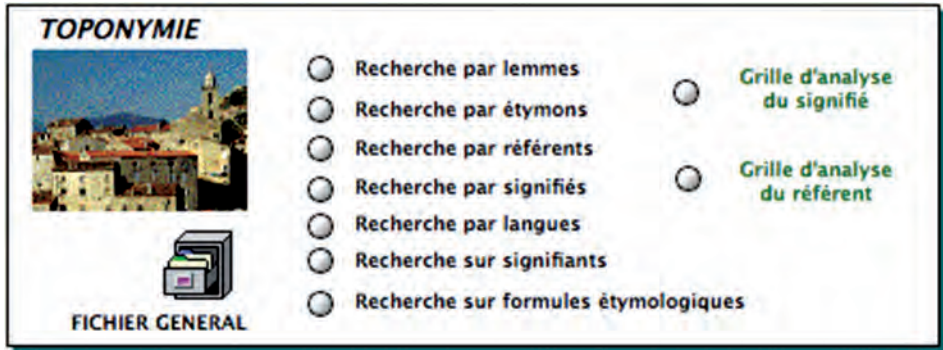 TOPONYMIE
Recherche par lemmes
Recherche par étymons
Recherche par référents
Recherche par signifiés
Recherche par langues
Recherche sur signifiants
Recherche sur formules étymologiques
Grille d'analyse
du signifié
Grille d'analyse
du référent
FICHIER GENERAL